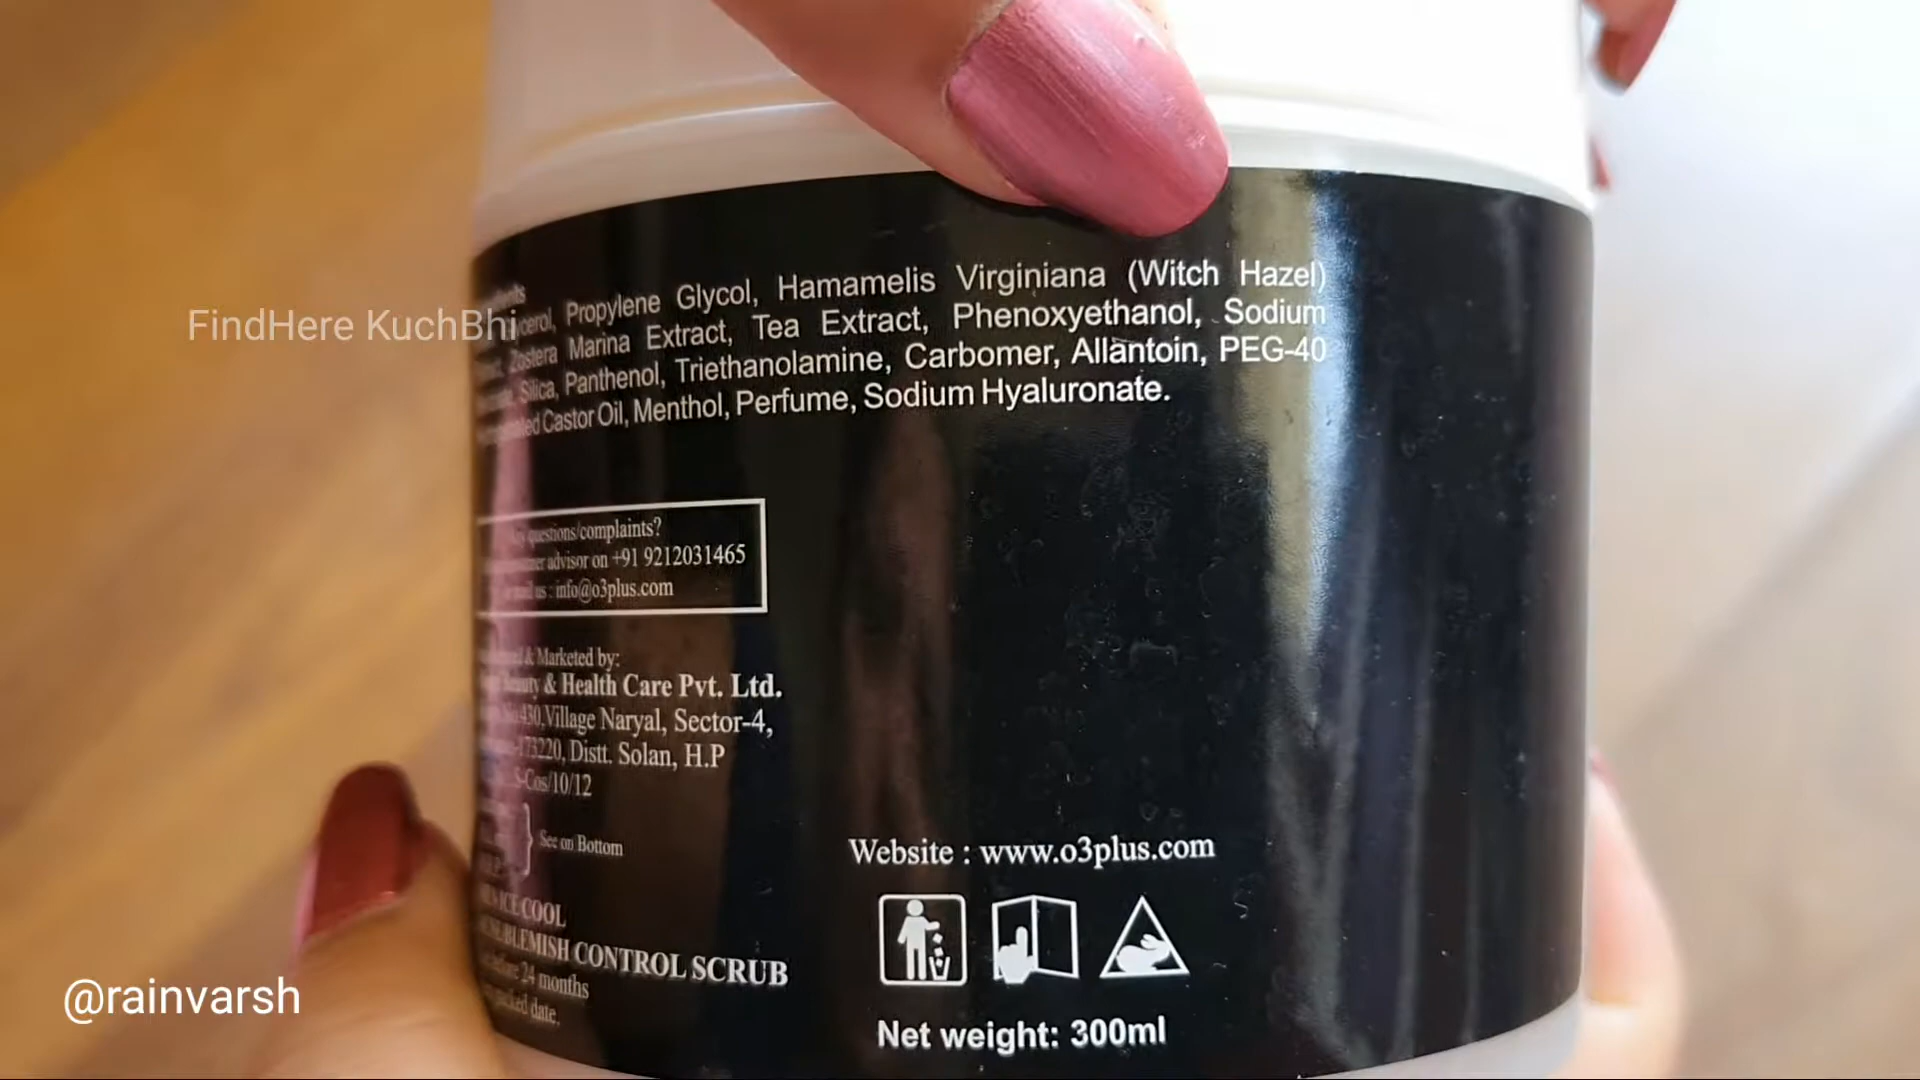 Propylene Glycol, Hamamelis Virginiana (Witch Hazel)
Zostera Marina Extract, Tea Extract, Phenoxyethanol, Sodium
Silica, Panthenol, Triethanolamine, Carbomer, Allantoin, PEG-40
Castor Oil, Menthol, Perfume, Sodium Hyaluronate.
FindHere KuchBhi
questions/complaints?
advisor on +91 9212031465
us : info@o3plus.com
& Marketed by:
& Health Care Pvt. Ltd.
Village Naryal, Sector-4,
Distt. Solan, H.P
See on Bottom
COOL
BLEMISH CONTROL SCRUB
24 months
date.
Website : www.o3plus.com
Net weight: 300ml
@rainvarsh